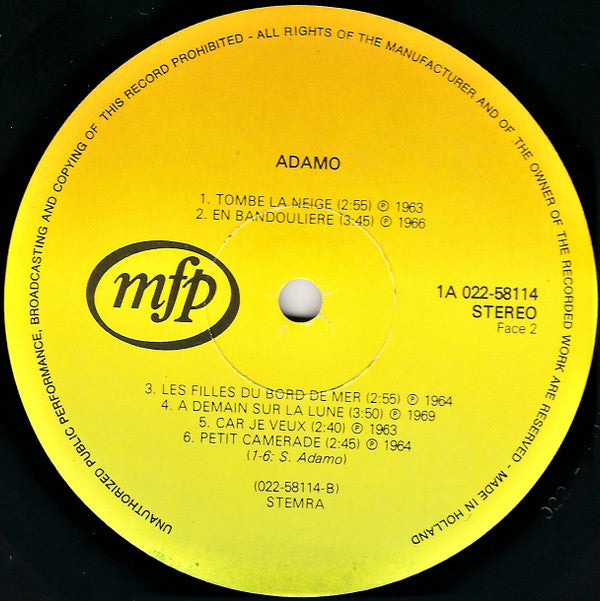 UNAUTHORIZED PUBLIC PERFORMANCE, BROADCASTING AND COPYING OF THIS RECORD PROHIBITED - ALL RIGHTS OF THE MANUFACTURER AND OF THE OWNER OF THE RECORDED WORK ARE RESERVED - MADE IN HOLLAND
ADAMO
1. TOMBE LA NEIGE (2:55) ℗ 1963
2. EN BANDOULIERE (3:45) ℗ 1966
mfp
1A 022-58114
STEREO
Face 2
3. LES FILLES DU BORD DE MER (2:55) ℗ 1964
4. A DEMAIN SUR LA LUNE (3:50) ℗ 1969
5. CAR JE VEUX (2:40) ℗ 1963
6. PETIT CAMERADE (2:45) ℗ 1964
(1-6: S. Adamo)
(022-58114-B)
STEMRA